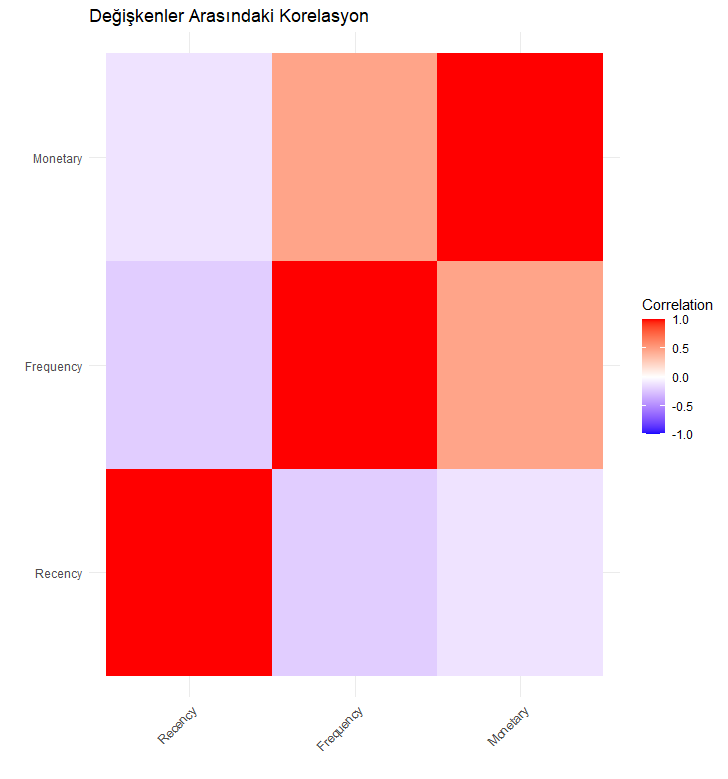 Değişkenler Arasındaki Korelasyon
Monetary
Frequency
Recency
Recency
Frequency
Monetary
Correlation
1.0
0.5
0.0
-0.5
-1.0